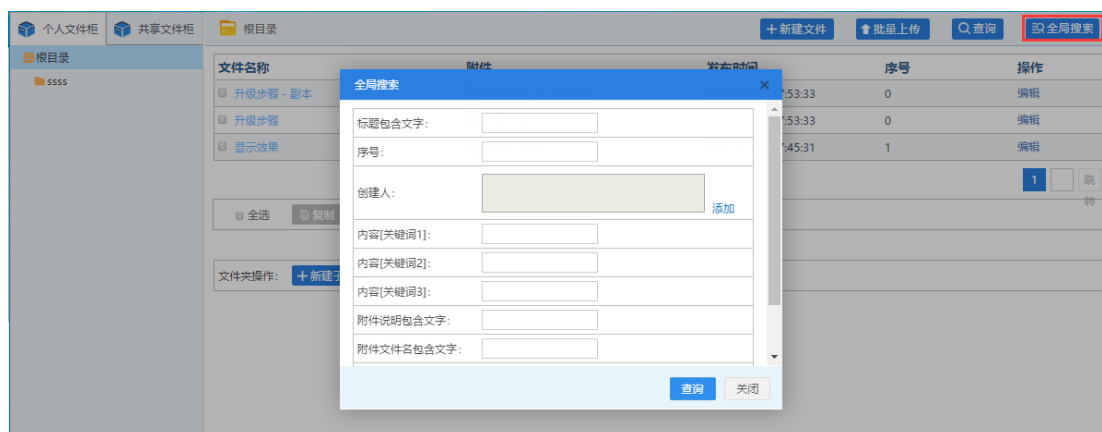 个人文件柜 共享文件柜 根目录 新建文件 批量上传 查询 全局搜索
根目录
ssss
文件名称 附件 发布时间 序号 操作
升级步骤 - 副本 :53:33 0 编辑
升级步骤 :53:33 0 编辑
显示效果 :45:31 1 编辑
1 跳转
全选 复制
文件夹操作: 新建子
全局搜索 ×
标题包含文字:
序号:
创建人: 添加
内容[关键词1]:
内容[关键词2]:
内容[关键词3]:
附件说明包含文字:
附件文件名包含文字:
查询 关闭